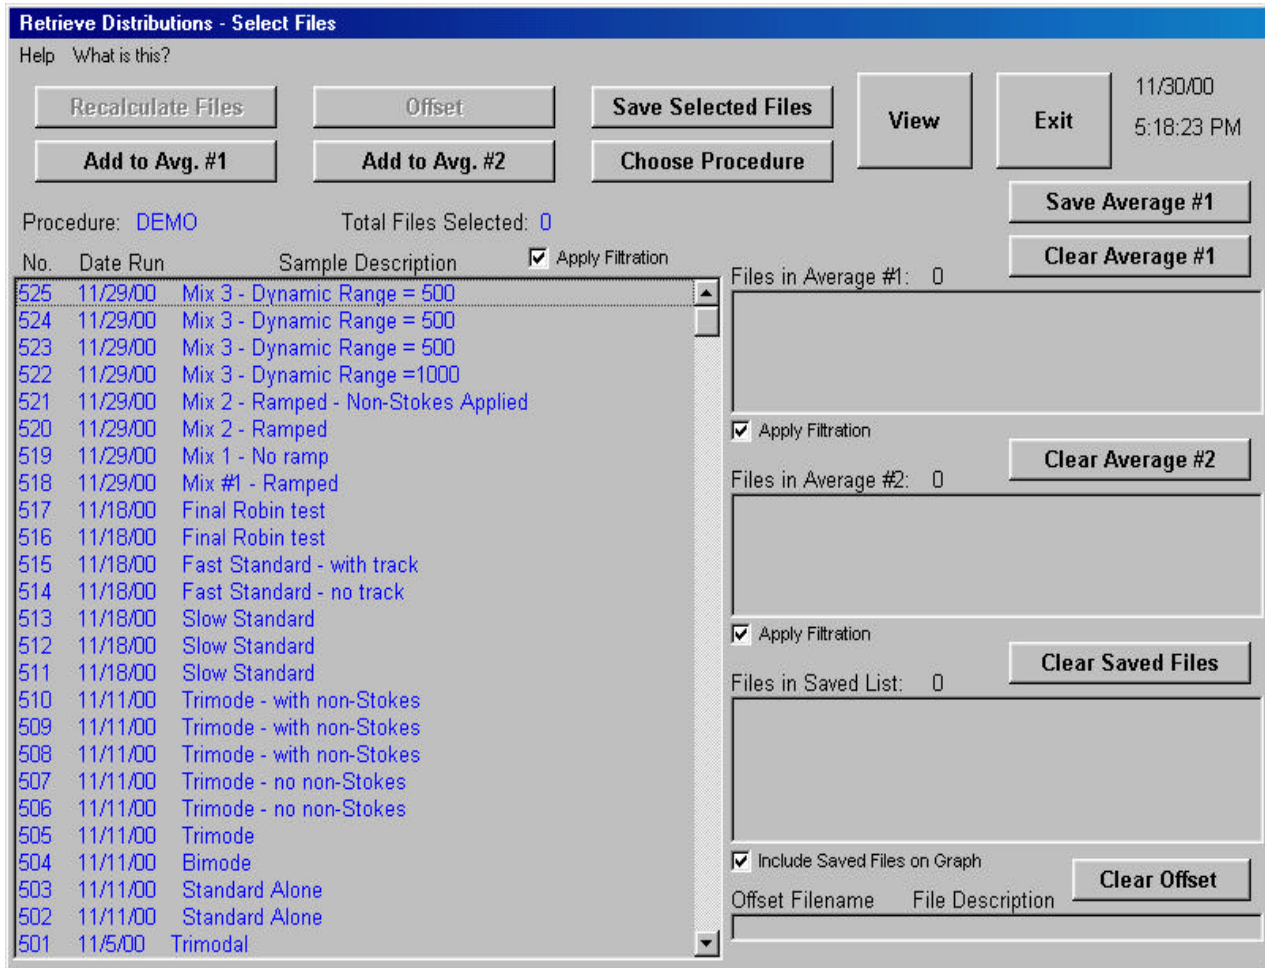 Retrieve Distributions - Select Files
Help What is this?
Recalculate Files Offset Save Selected Files View Exit 11/30/00
5:18:23 PM
Add to Avg. #1 Add to Avg. #2 Choose Procedure
Save Average #1
Procedure: DEMO Total Files Selected: 0
Clear Average #1
No. Date Run Sample Description Apply Filtration
Files in Average #1: 0
525 11/29/00 Mix 3 - Dynamic Range = 500
524 11/29/00 Mix 3 - Dynamic Range = 500
523 11/29/00 Mix 3 - Dynamic Range = 500
522 11/29/00 Mix 3 - Dynamic Range =1000
521 11/29/00 Mix 2 - Ramped - Non-Stokes Applied
520 11/29/00 Mix 2 - Ramped
519 11/29/00 Mix 1 - No ramp
518 11/29/00 Mix #1 - Ramped
517 11/18/00 Final Robin test
516 11/18/00 Final Robin test
515 11/18/00 Fast Standard - with track
514 11/18/00 Fast Standard - no track
513 11/18/00 Slow Standard
512 11/18/00 Slow Standard
511 11/18/00 Slow Standard
510 11/11/00 Trimode - with non-Stokes
509 11/11/00 Trimode - with non-Stokes
508 11/11/00 Trimode - with non-Stokes
507 11/11/00 Trimode - no non-Stokes
506 11/11/00 Trimode - no non-Stokes
505 11/11/00 Trimode
504 11/11/00 Bimode
503 11/11/00 Standard Alone
502 11/11/00 Standard Alone
501 11/5/00 Trimodal
Apply Filtration
Clear Average #2
Files in Average #2: 0
Apply Filtration
Clear Saved Files
Files in Saved List: 0
Include Saved Files on Graph
Clear Offset
Offset Filename File Description